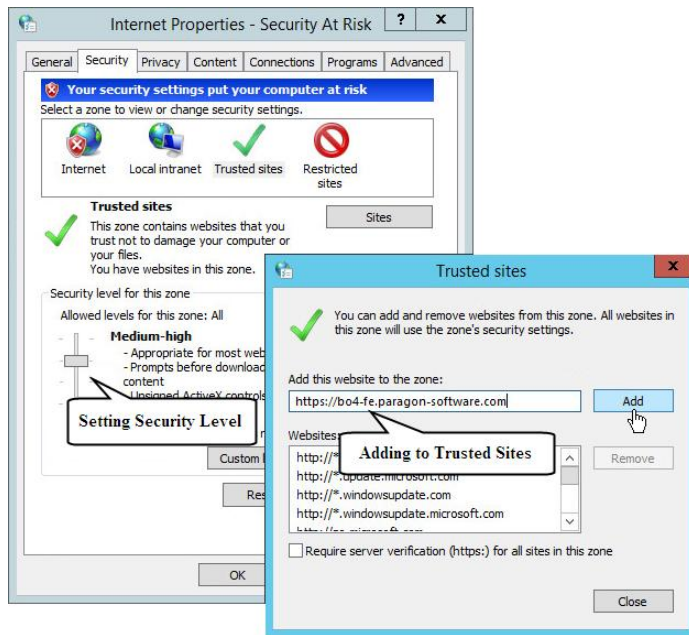 Internet Properties - Security At Risk
? x
General Security Privacy Content Connections Programs Advanced
Your security settings put your computer at risk
Select a zone to view or change security settings.
Internet Local intranet Trusted sites Restricted
sites
Trusted sites
This zone contains websites that you
trust not to damage your computer or
your files.
You have websites in this zone.
Sites
Security level for this zone
Allowed levels for this zone: All
Medium-high
- Appropriate for most
- Prompts before
content
- Unsigned ActiveX controls
Setting Security Level
Custom
OK
Trusted sites
x
You can add and remove websites from this zone. All websites in
this zone will use the zone's security settings.
Add this website to the zone:
https://bo4-fe.paragon-software.com
Add
Websites:
Adding to Trusted Sites
http://*.update.microsoft.com
http://*.windowsupdate.com
http://*.windowsupdate.microsoft.com
Remove
Require server verification (https:) for all sites in this zone
Close